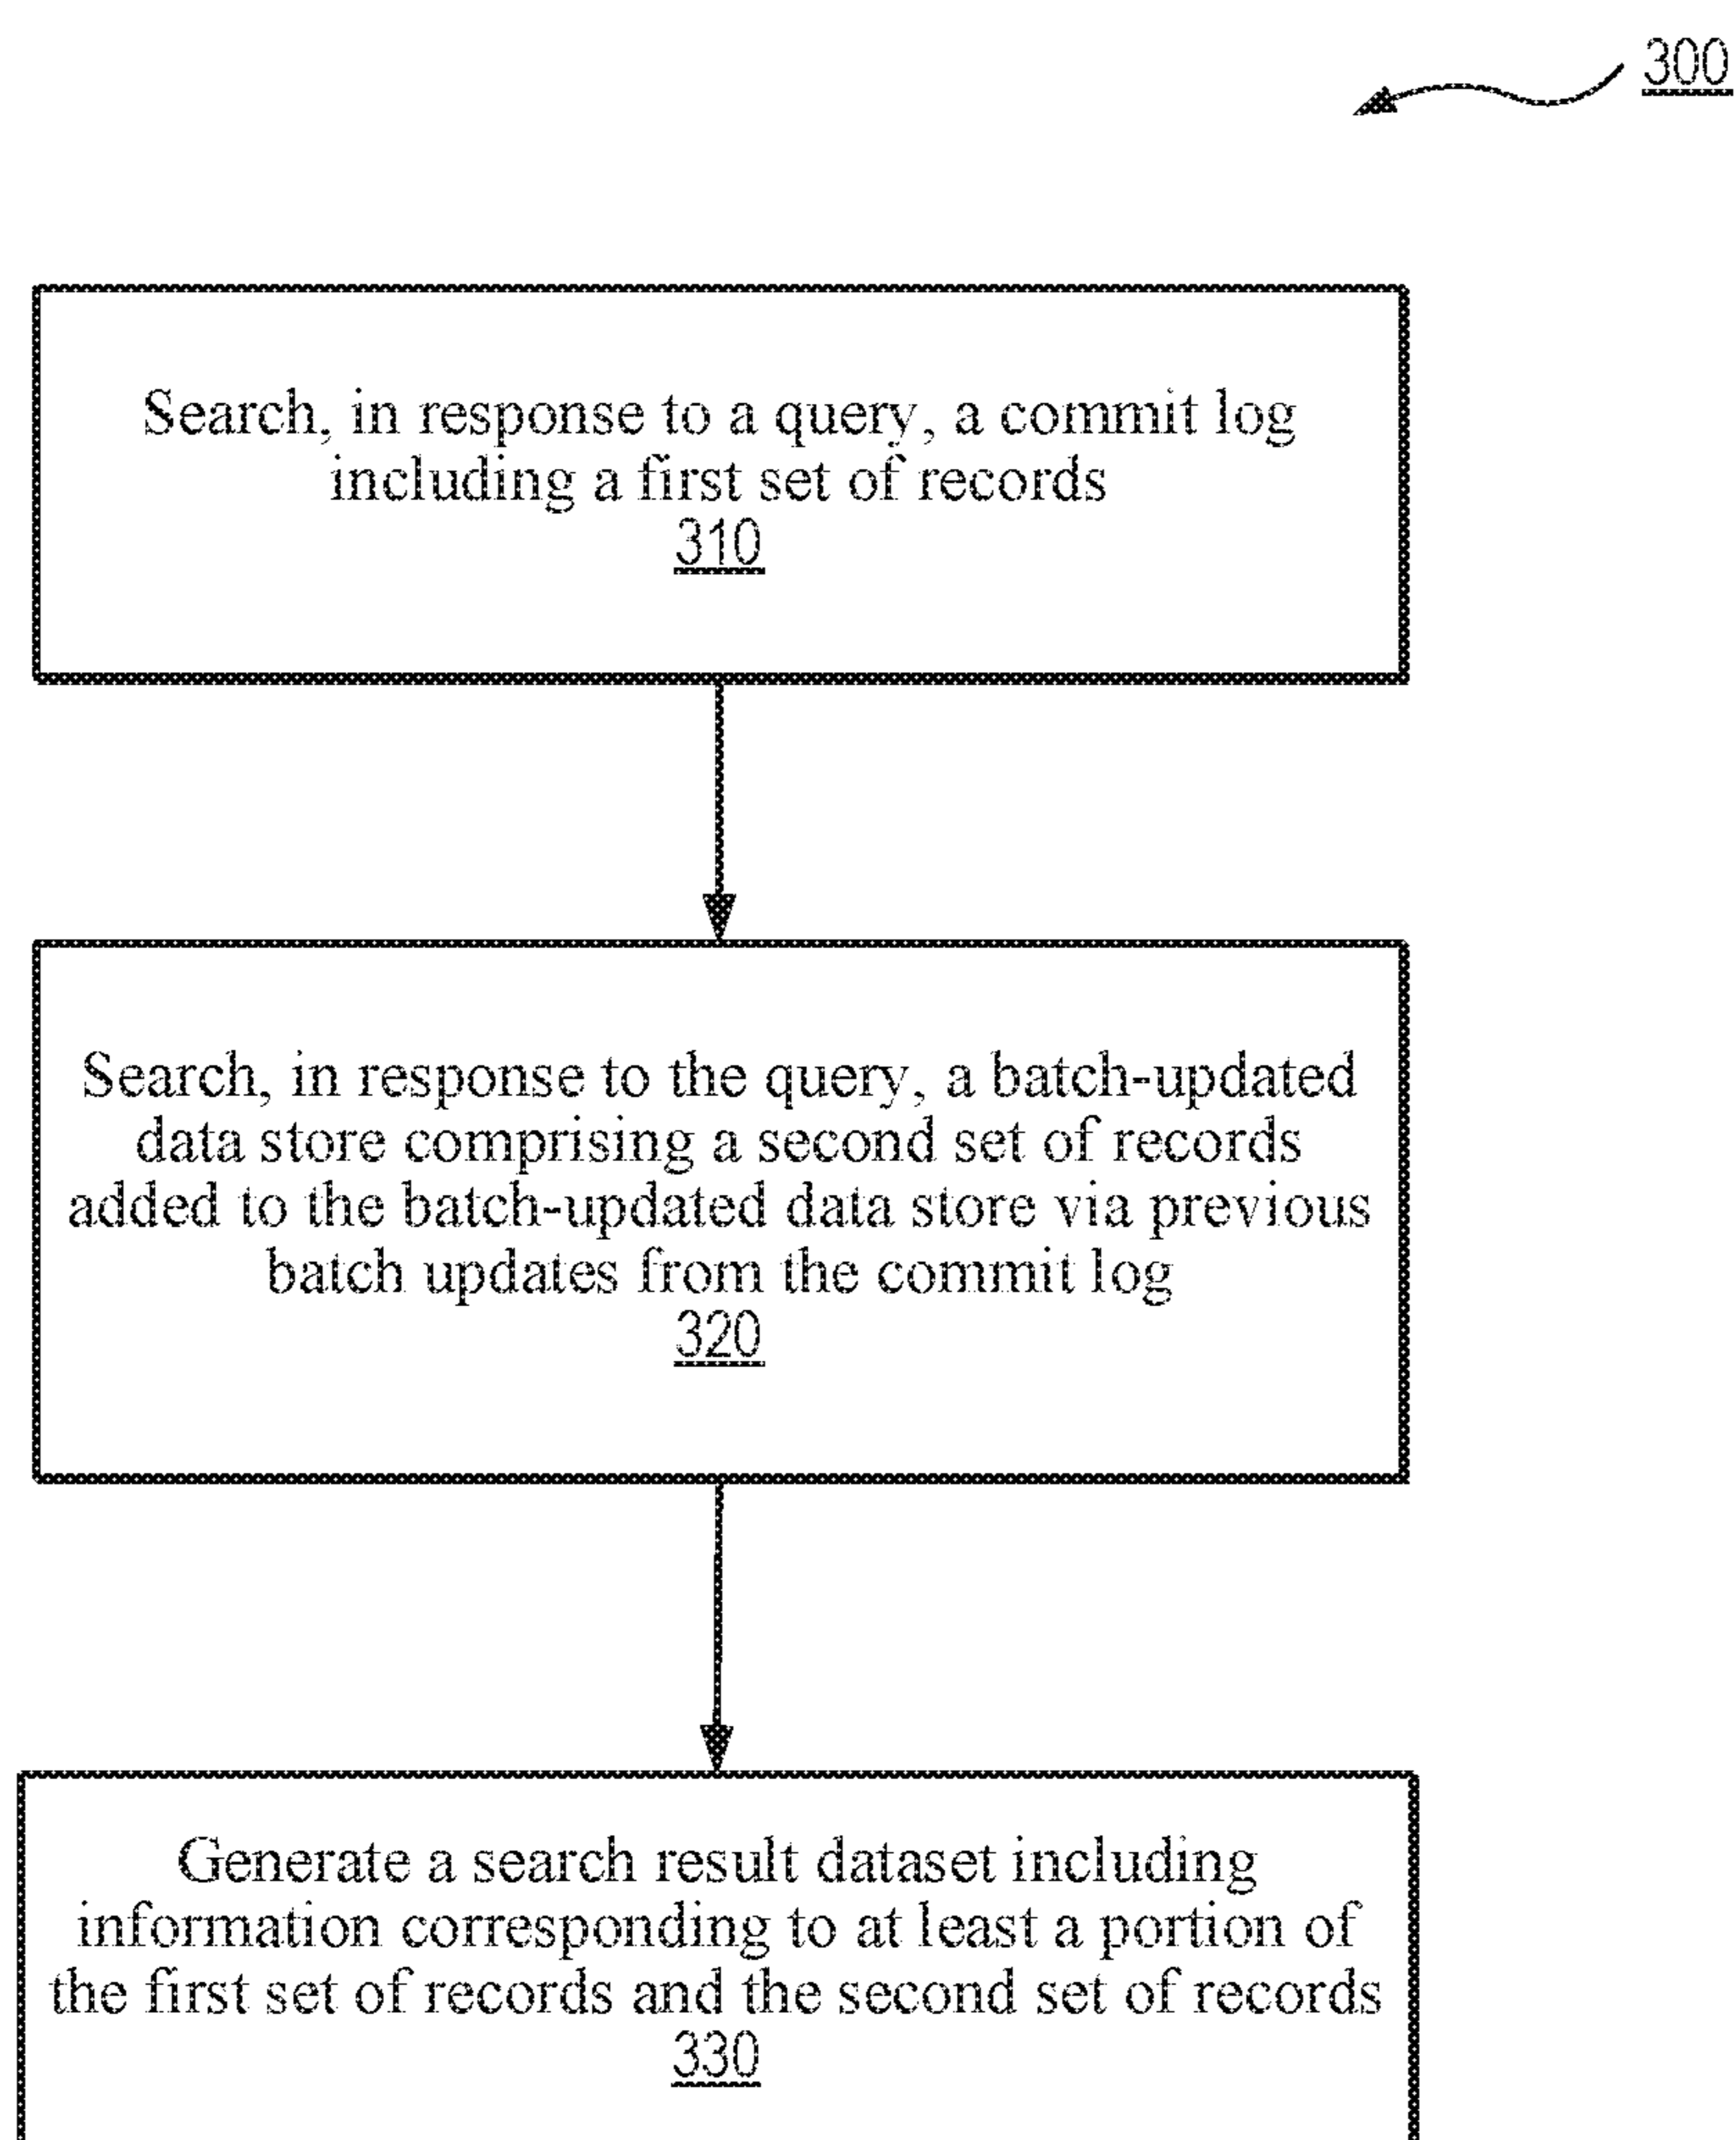 300
Search, in response to a query, a commit log
including a first set of records
310
Search, in response to the query, a batch-updated
data store comprising a second set of records
added to the batch-updated data store via previous
batch updates from the commit log
320
Generate a search result dataset including
information corresponding to at least a portion of
the first set of records and the second set of records
330